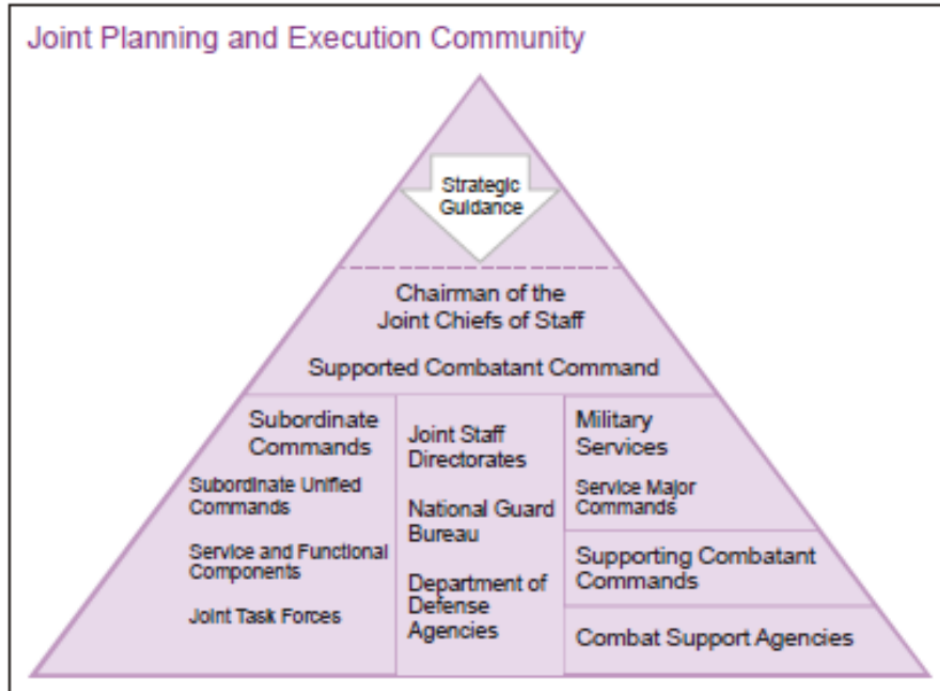 Joint Planning and Execution Community
Strategic
Guidance
Chairman of the
Joint Chiefs of Staff
Supported Combatant Command
Subordinate
Commands
Subordinate Unified
Commands
Service and Functional
Components
Joint Task Forces
Joint Staff
Directorates
National Guard
Bureau
Department of
Defense
Agencies
Military
Services
Service Major
Commands
Supporting Combatant
Commands
Combat Support Agencies